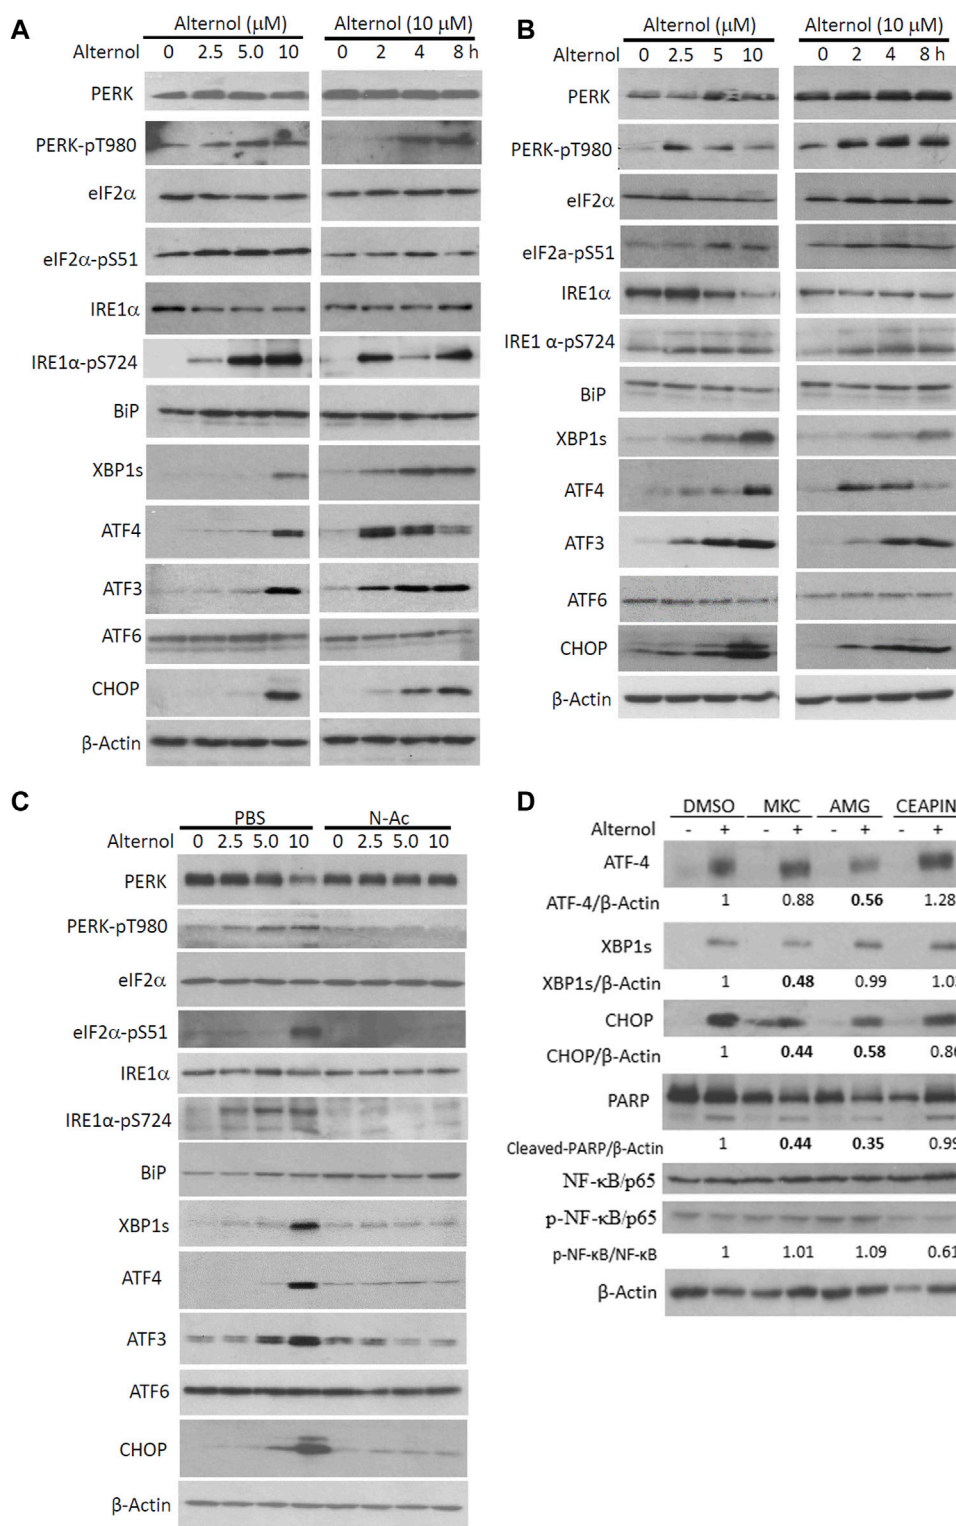 A
Alternol (µM) Alternol (10 µM)
Alternol 0 2.5 5.0 10 0 2 4 8 h
PERK
PERK-pT980
eIF2α
eIF2α-pS51
IRE1α
IRE1α-pS724
BiP
XBP1s
ATF4
ATF3
ATF6
CHOP
β-Actin
B
Alternol (µM) Alternol (10 µM)
Alternol 0 2.5 5 10 0 2 4 8 h
PERK
PERK-pT980
eIF2α
eIF2a-pS51
IRE1α
IRE1 α-pS724
BiP
XBP1s
ATF4
ATF3
ATF6
CHOP
β-Actin
C
PBS N-Ac
Alternol 0 2.5 5.0 10 0 2.5 5.0 10
PERK
PERK-pT980
eIF2α
eIF2α-pS51
IRE1α
IRE1α-pS724
BiP
XBP1s
ATF4
ATF3
ATF6
CHOP
β-Actin
D
DMSO MKC AMG CEAPIN
Alternol - + - + - + - +
ATF-4
ATF-4/β-Actin 1 0.88 0.56 1.28
XBP1s
XBP1s/β-Actin 1 0.48 0.99
CHOP
CHOP/β-Actin 1 0.44 0.58 0.86
PARP
Cleaved-PARP/β-Actin 1 0.44 0.35 0.99
NF-κB/p65
p-NF-κB/p65
p-NF-κB/NF-κB 1 1.01 1.09 0.61
β-Actin